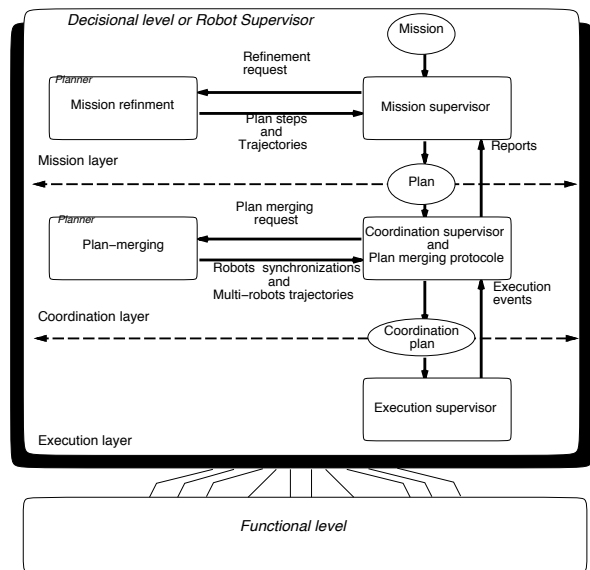 Decisional level or Robot Supervisor
Mission
Refinement
request
Planner
Mission refinment
Mission supervisor
Plan steps
and
Trajectories
Reports
Mission layer
Plan
Plan merging
request
Planner
Plan−merging
Coordination supervisor
and
Plan merging protocole
Robots synchronizations
and
Multi−robots trajectories
Execution
events
Coordination layer
Coordination
plan
Execution supervisor
Execution layer
Functional level